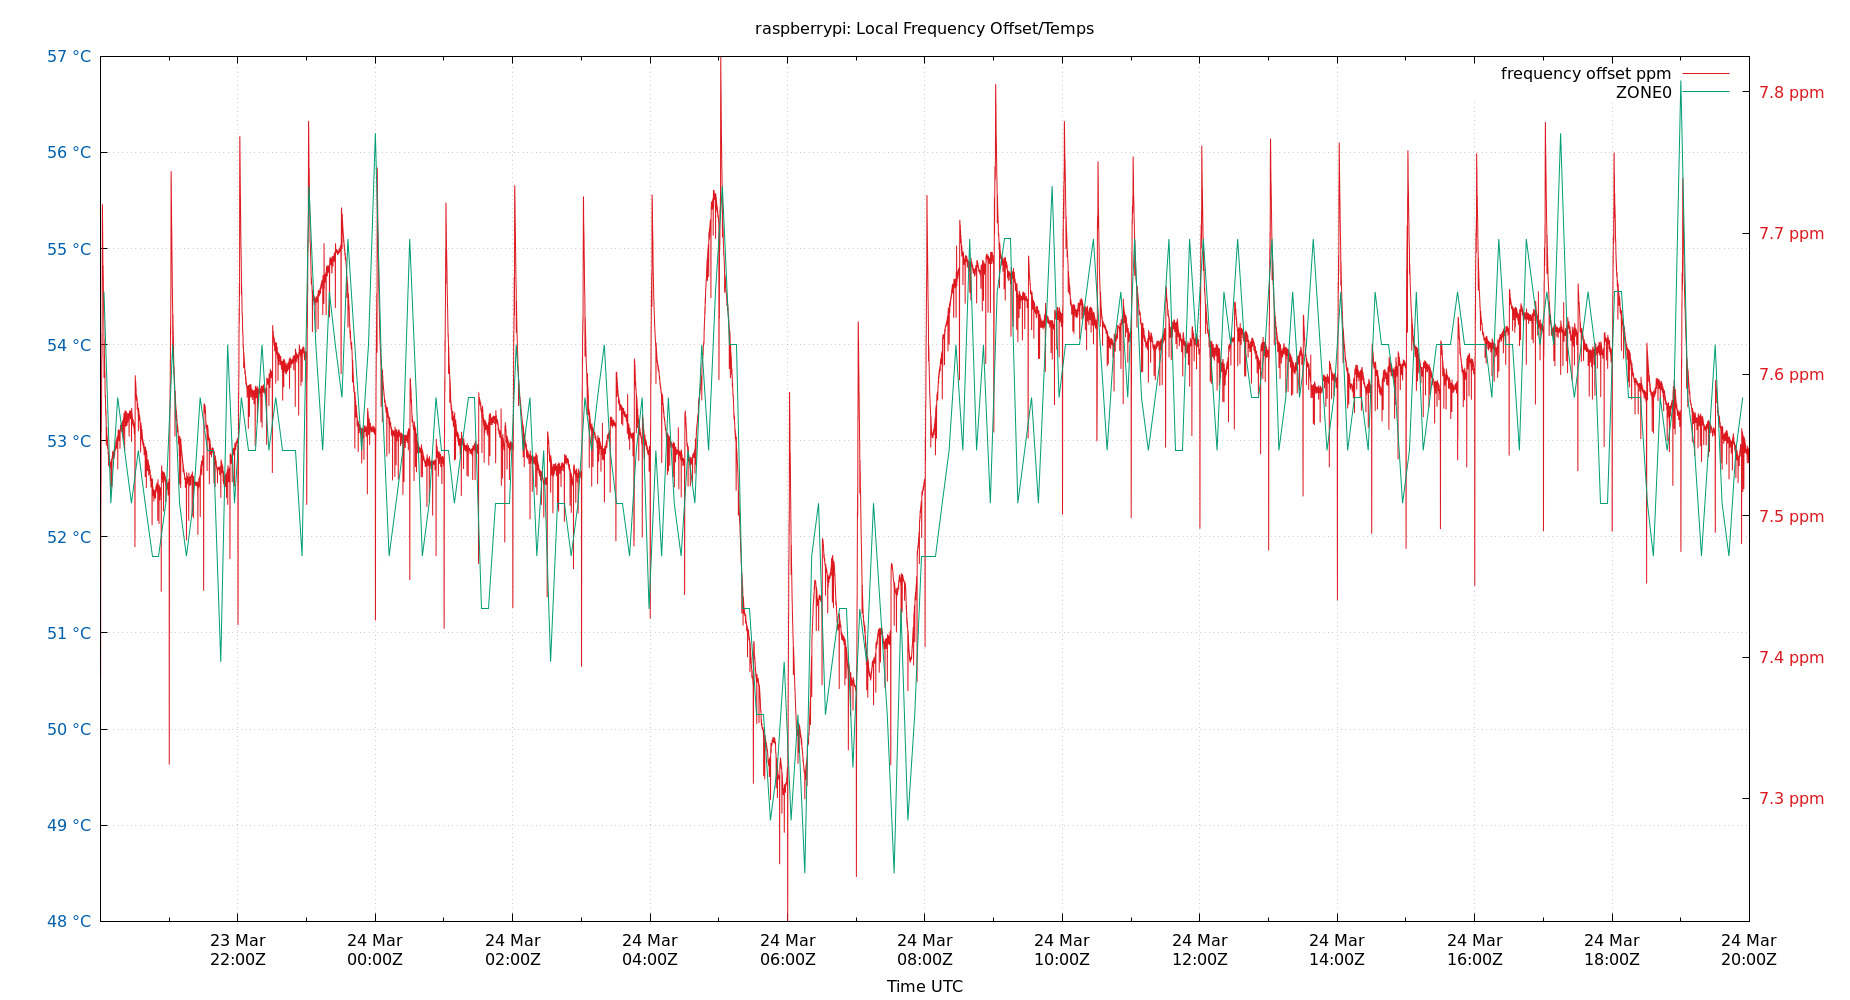 raspberrypi: Local Frequency Offset/Temps
frequency offset ppm
ZONE0
57 °C
56 °C
55 °C
54 °C
53 °C
52 °C
51 °C
50 °C
49 °C
48 °C
7.8 ppm
7.7 ppm
7.6 ppm
7.5 ppm
7.4 ppm
7.3 ppm
23 Mar
22:00Z
24 Mar
00:00Z
24 Mar
02:00Z
24 Mar
04:00Z
24 Mar
06:00Z
24 Mar
08:00Z
24 Mar
10:00Z
24 Mar
12:00Z
24 Mar
14:00Z
24 Mar
16:00Z
24 Mar
18:00Z
24 Mar
20:00Z
Time UTC